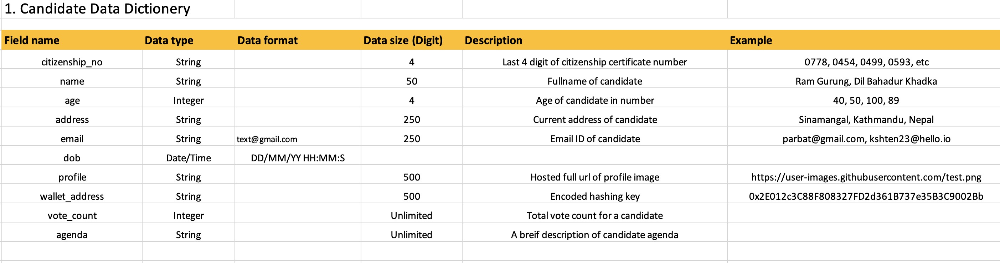 1. Candidate Data Dictionery
Field name Data type Data format Data size (Digit) Description Example
citizenship_no String 4 Last 4 digit of citizenship certificate number 0778, 0454, 0499, 0593, etc
name String 50 Fullname of candidate Ram Gurung, Dil Bahadur Khadka
age Integer 4 Age of candidate in number 40, 50, 100, 89
address String 250 Current address of candidate Sinamangal, Kathmandu, Nepal
email String text@gmail.com 250 Email ID of candidate parbat@gmail.com, kshten23@hello.io
dob Date/Time DD/MM/YY HH:MM:S
profile String 500 Hosted full url of profile image https://user-images.githubusercontent.com/test.png
wallet_address String 500 Encoded hashing key 0x2E012c3C88F808327FD2d361B737e35B3C9002Bb
vote_count Integer Unlimited Total vote count for a candidate
agenda String Unlimited A breif description of candidate agenda